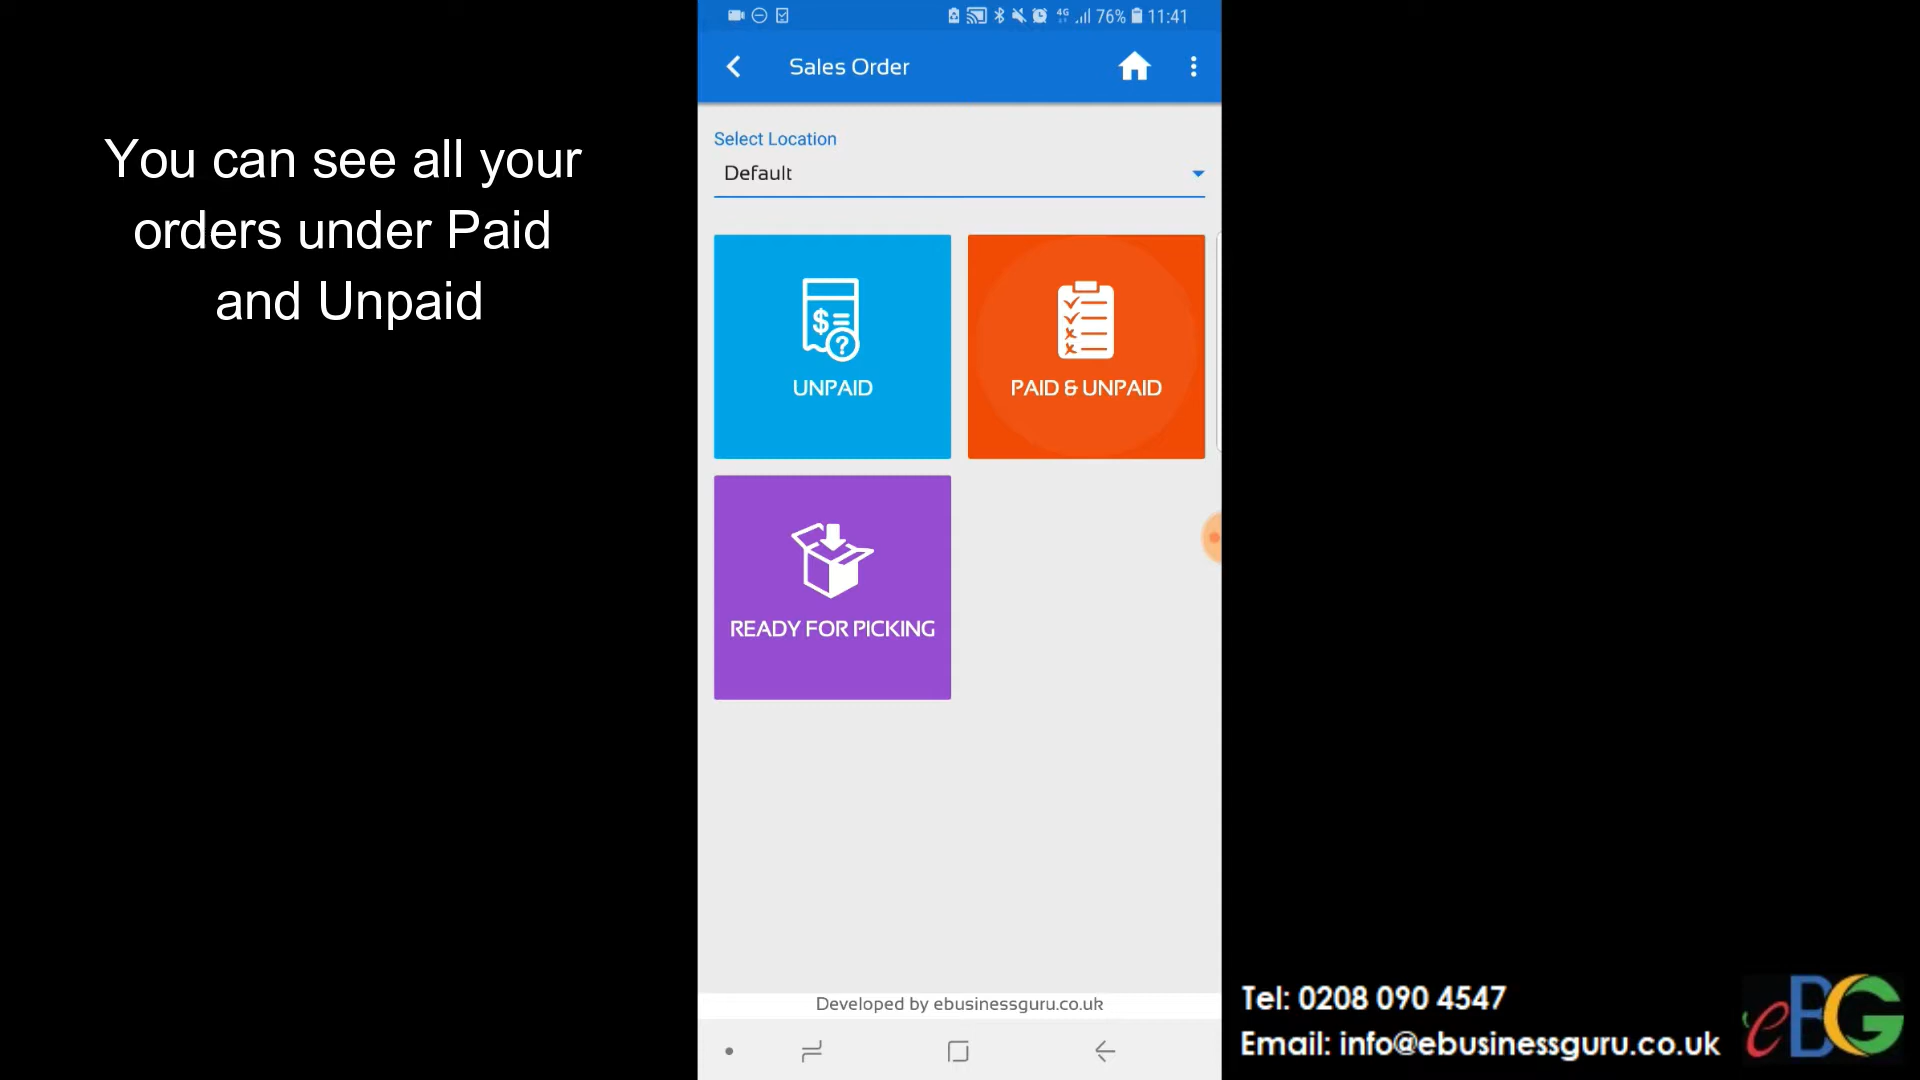 You can see all your
orders under Paid
and Unpaid
4G 76% 11:41
Sales Order
Select Location
Default
$ ?
UNPAID
PAID & UNPAID
READY FOR PICKING
Developed by ebusinessguru.co.uk
Tel: 0208 090 4547
Email: info@ebusinessguru.co.uk
eBG